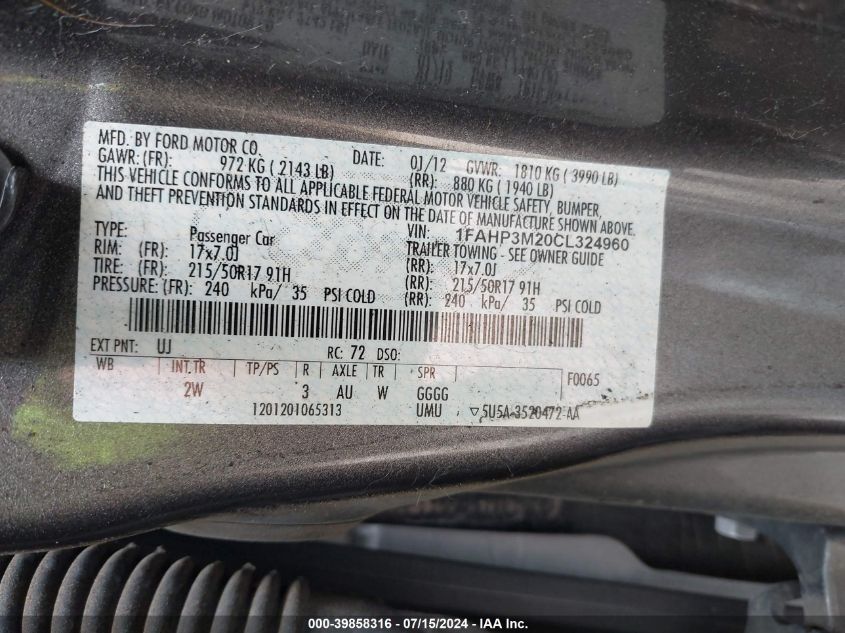 MFD. BY FORD MOTOR CO.
DATE: 01/12 GVWR: 1810 KG ( 3990 LB)
GAWR: (FR): 972 KG ( 2143 LB) (RR): 880 KG ( 1940 LB)
THIS VEHICLE CONFORMS TO ALL APPLICABLE FEDERAL MOTOR VEHICLE SAFETY, BUMPER,
AND THEFT PREVENTION STANDARDS IN EFFECT ON THE DATE OF MANUFACTURE SHOWN ABOVE.
VIN: 1FAHP3M20CL324960
TYPE: Passenger Car TRAILER TOWING - SEE OWNER GUIDE
RIM: (FR): 17x7.0J (RR): 17x7.0J
TIRE: (FR): 215/50R17 91H (RR): 215/50R17 91H
PRESSURE: (FR): 240 kPa/ 35 PSI COLD (RR): 240 kPa/ 35 PSI COLD
EXT PNT: UJ RC: 72 DSO:
WB INT.TR TP/PS R AXLE TR SPR F0065
2W 3 AU W GGGG
1201201065313 UMU ▽5U5A-3520472-AA
000-39858316 - 07/15/2024 - IAA Inc.